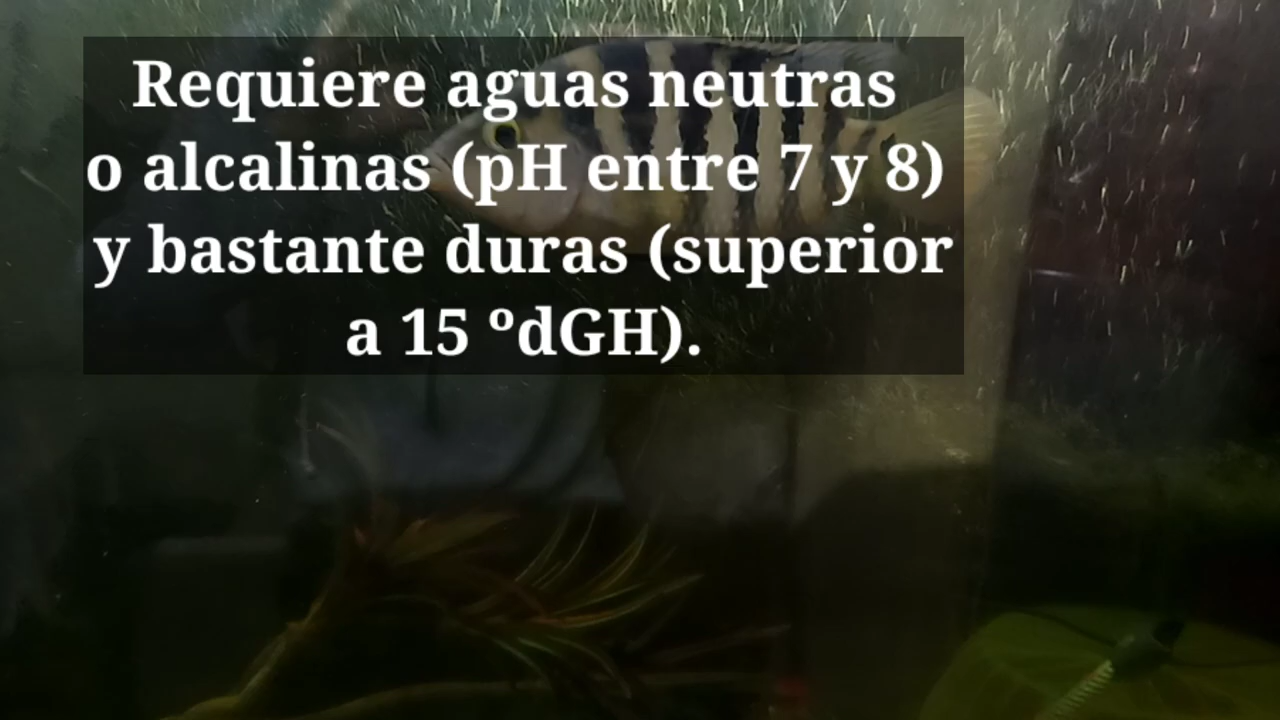 Requiere aguas neutras
o alcalinas (pH entre 7 y 8)
y bastante duras (superior
a 15 ºdGH).